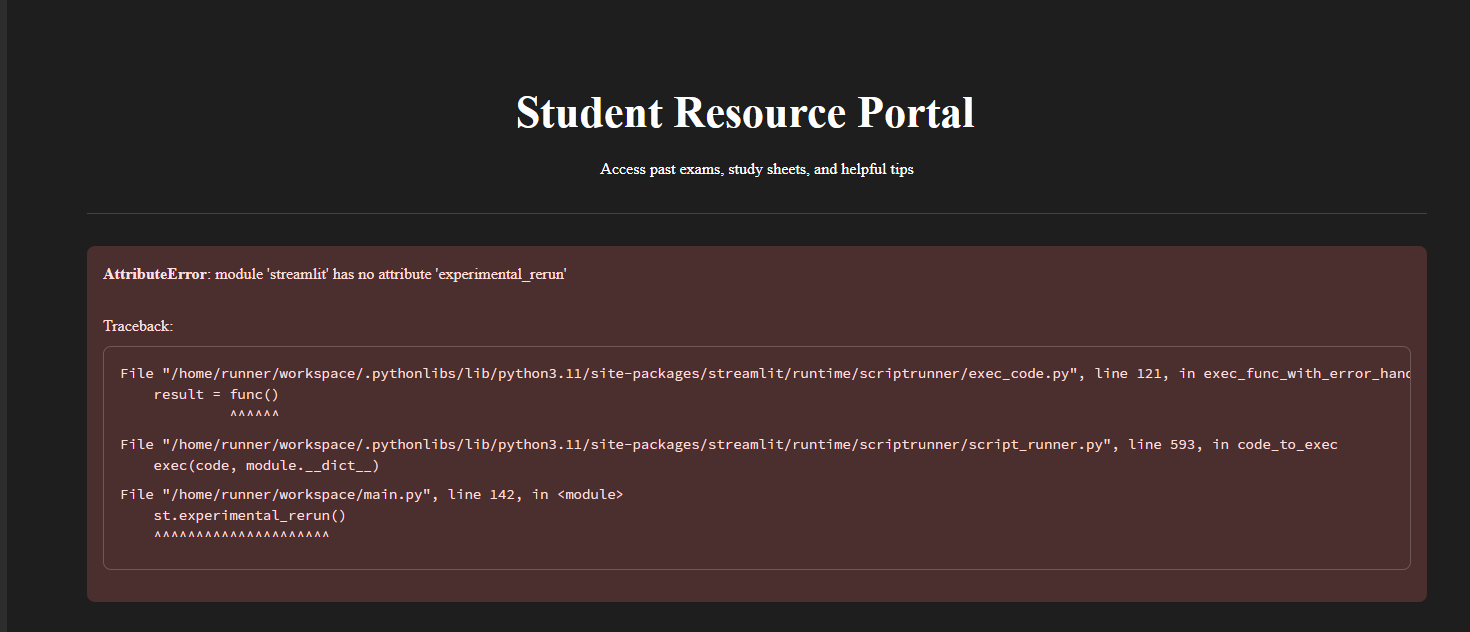 Student Resource Portal
Access past exams, study sheets, and helpful tips
AttributeError: module 'streamlit' has no attribute 'experimental_rerun'
Traceback:
File "/home/runner/workspace/.pythonlibs/lib/python3.11/site-packages/streamlit/runtime/scriptrunner/exec_code.py", line 121, in exec_func_with_error_hand
    result = func()
             ^^^^^^
File "/home/runner/workspace/.pythonlibs/lib/python3.11/site-packages/streamlit/runtime/scriptrunner/script_runner.py", line 593, in code_to_exec
    exec(code, module.__dict__)
File "/home/runner/workspace/main.py", line 142, in <module>
    st.experimental_rerun()
    ^^^^^^^^^^^^^^^^^^^^^